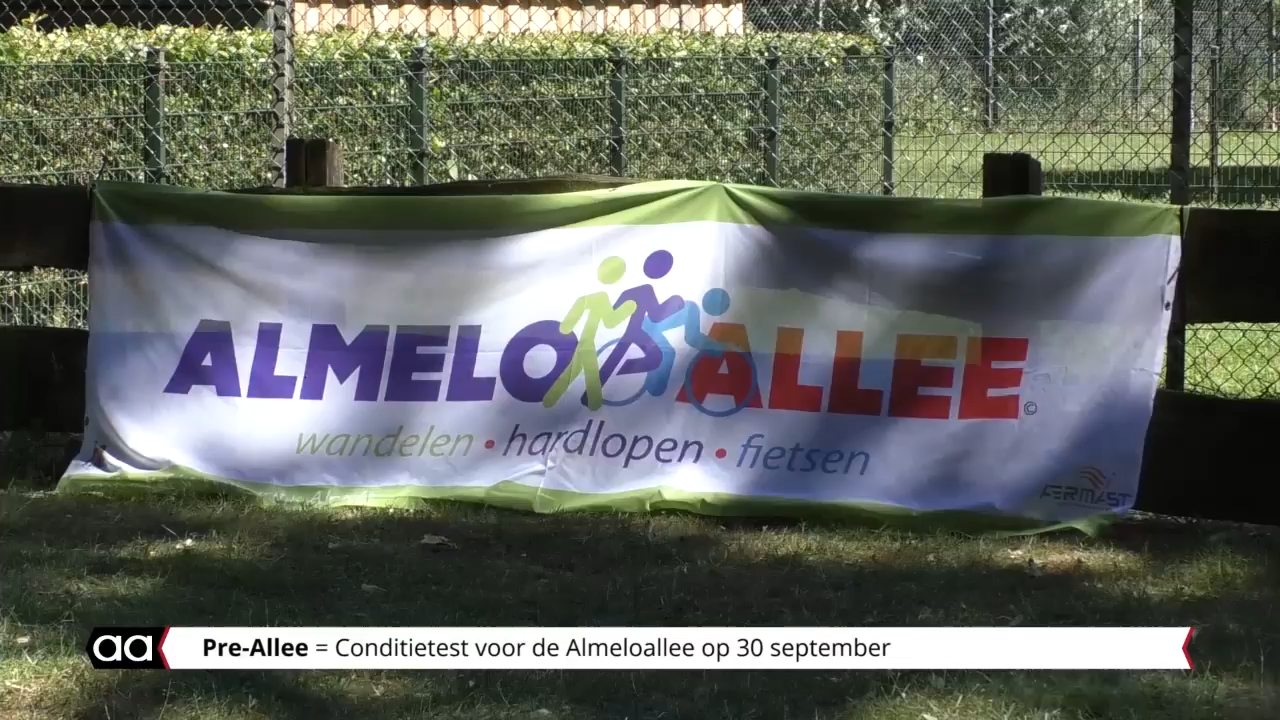 ALMELO ALLEE©
wandelen • hardlopen • fietsen
FERMAST
aa Pre-Allee = Conditietest voor de Almeloallee op 30 september